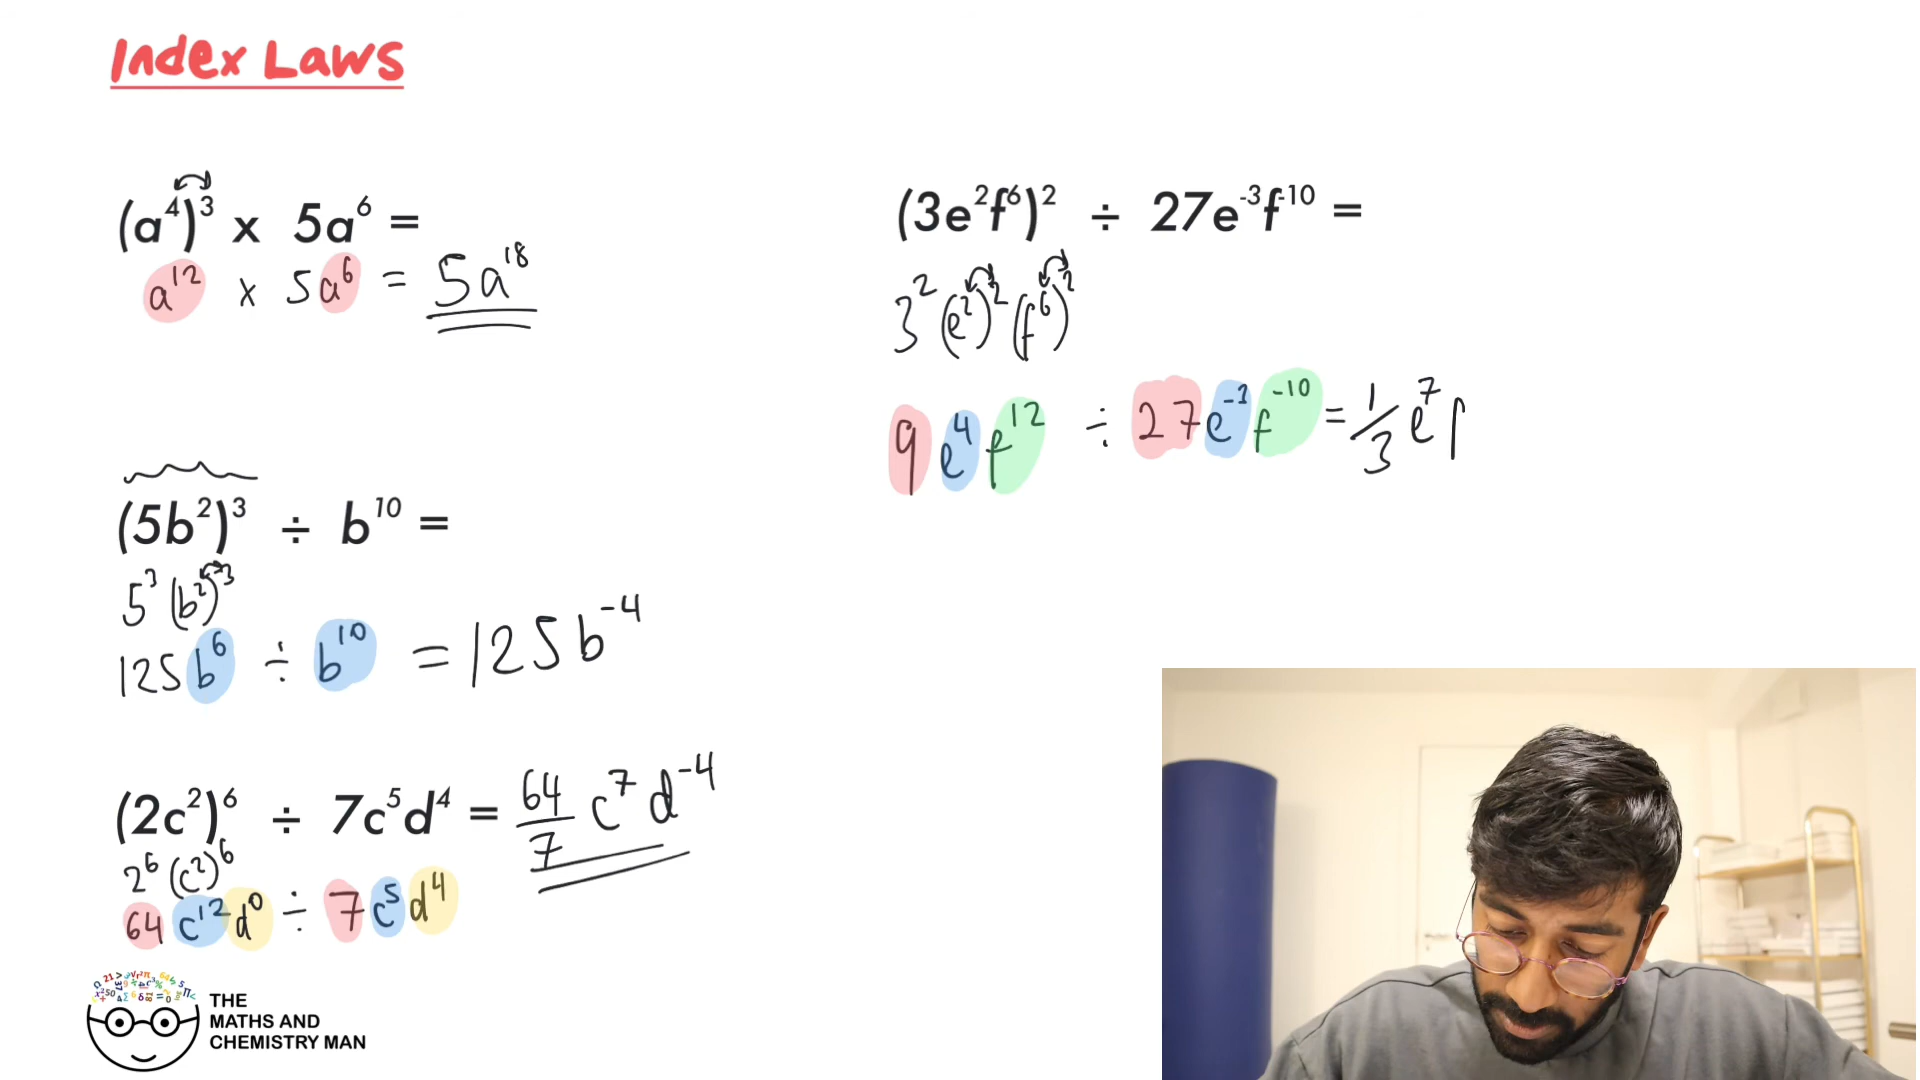 Index Laws
(a⁴)³ x 5a⁶ =
a¹² x 5a⁶ = 5a¹⁸
(5b²)³ ÷ b¹⁰ =
5³(b²)³
125b⁶ ÷ b¹⁰ = 125b⁻⁴
(2c²)⁶ ÷ 7c⁵d⁴ = 64/7 c⁷d⁻⁴
2⁶(c²)⁶
64c¹²d⁰ ÷ 7c⁵d⁴
(3e²f⁶)² ÷ 27e⁻³f⁻¹⁰ =
3²(e²)²(f⁶)²
9e⁴f¹² ÷ 27e⁻³f⁻¹⁰ = 1/3 e⁷f
THE
MATHS AND
CHEMISTRY MAN